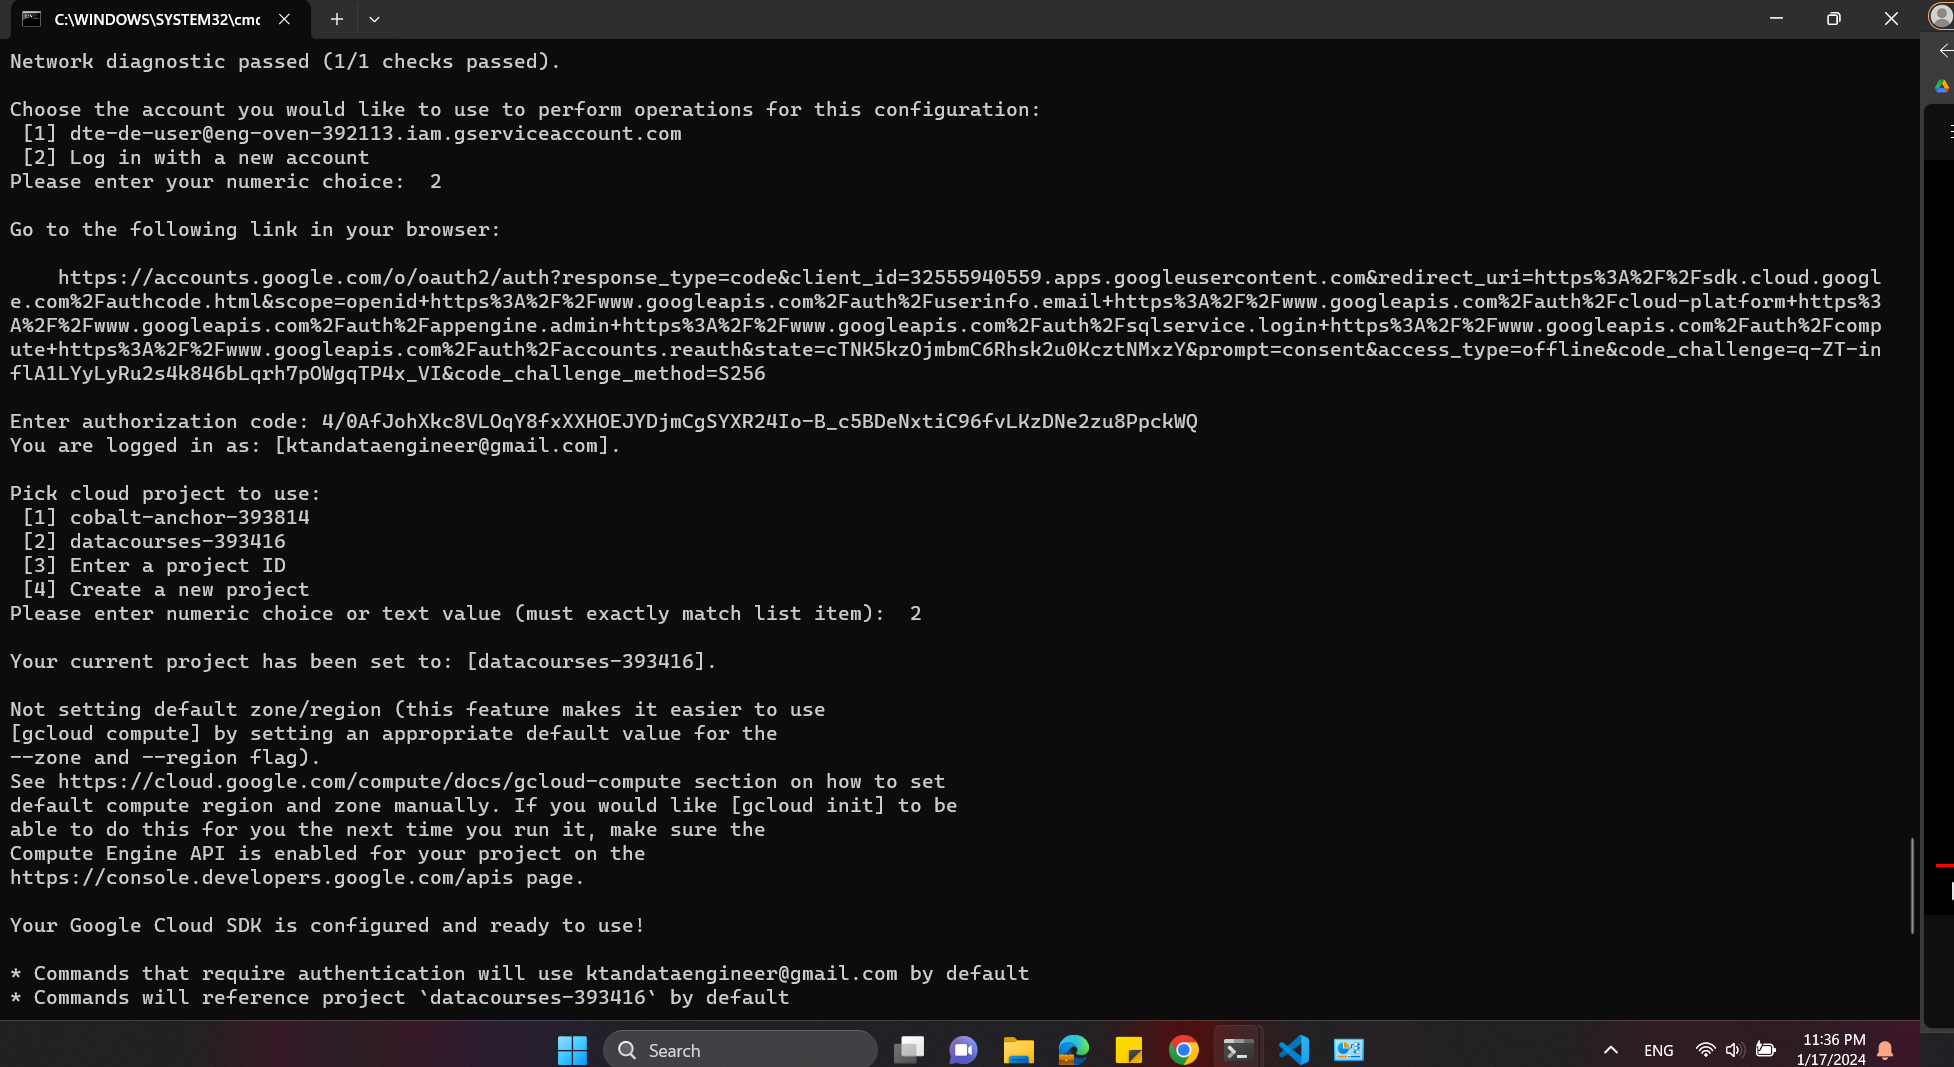 C:\WINDOWS\SYSTEM32\cmc
Network diagnostic passed (1/1 checks passed).
Choose the account you would like to use to perform operations for this configuration:
[1] dte-de-user@eng-oven-392113.iam.gserviceaccount.com
[2] Log in with a new account
Please enter your numeric choice:  2
Go to the following link in your browser:
https://accounts.google.com/o/oauth2/auth?response_type=code&client_id=32555940559.apps.googleusercontent.com&redirect_uri=https%3A%2F%2Fsdk.cloud.googl
e.com%2Fauthcode.html&scope=openid+https%3A%2F%2Fwww.googleapis.com%2Fauth%2Fuserinfo.email+https%3A%2F%2Fwww.googleapis.com%2Fauth%2Fcloud-platform+https%3
A%2F%2Fwww.googleapis.com%2Fauth%2Fappengine.admin+https%3A%2F%2Fwww.googleapis.com%2Fauth%2Fsqlservice.login+https%3A%2F%2Fwww.googleapis.com%2Fauth%2Fcomp
ute+https%3A%2F%2Fwww.googleapis.com%2Fauth%2Faccounts.reauth&state=cTNK5kzOjmbmC6Rhsk2u0KcztNMxzY&prompt=consent&access_type=offline&code_challenge=q-ZT-in
flA1LYyLyRu2s4k846bLqrh7pOWgqTP4x_VI&code_challenge_method=S256
Enter authorization code: 4/0AfJohXkc8VLOqY8fxXXHOEJYDjmCgSYXR24Io-B_c5BDeNxtiC96fvLKzDNe2zu8PpckWQ
You are logged in as: [ktandataengineer@gmail.com].
Pick cloud project to use:
[1] cobalt-anchor-393814
[2] datacourses-393416
[3] Enter a project ID
[4] Create a new project
Please enter numeric choice or text value (must exactly match list item):  2
Your current project has been set to: [datacourses-393416].
Not setting default zone/region (this feature makes it easier to use
[gcloud compute] by setting an appropriate default value for the
--zone and --region flag).
See https://cloud.google.com/compute/docs/gcloud-compute section on how to set
default compute region and zone manually. If you would like [gcloud init] to be
able to do this for you the next time you run it, make sure the
Compute Engine API is enabled for your project on the
https://console.developers.google.com/apis page.
Your Google Cloud SDK is configured and ready to use!
* Commands that require authentication will use ktandataengineer@gmail.com by default
* Commands will reference project `datacourses-393416` by default
Search
ENG
11:36 PM
1/17/2024